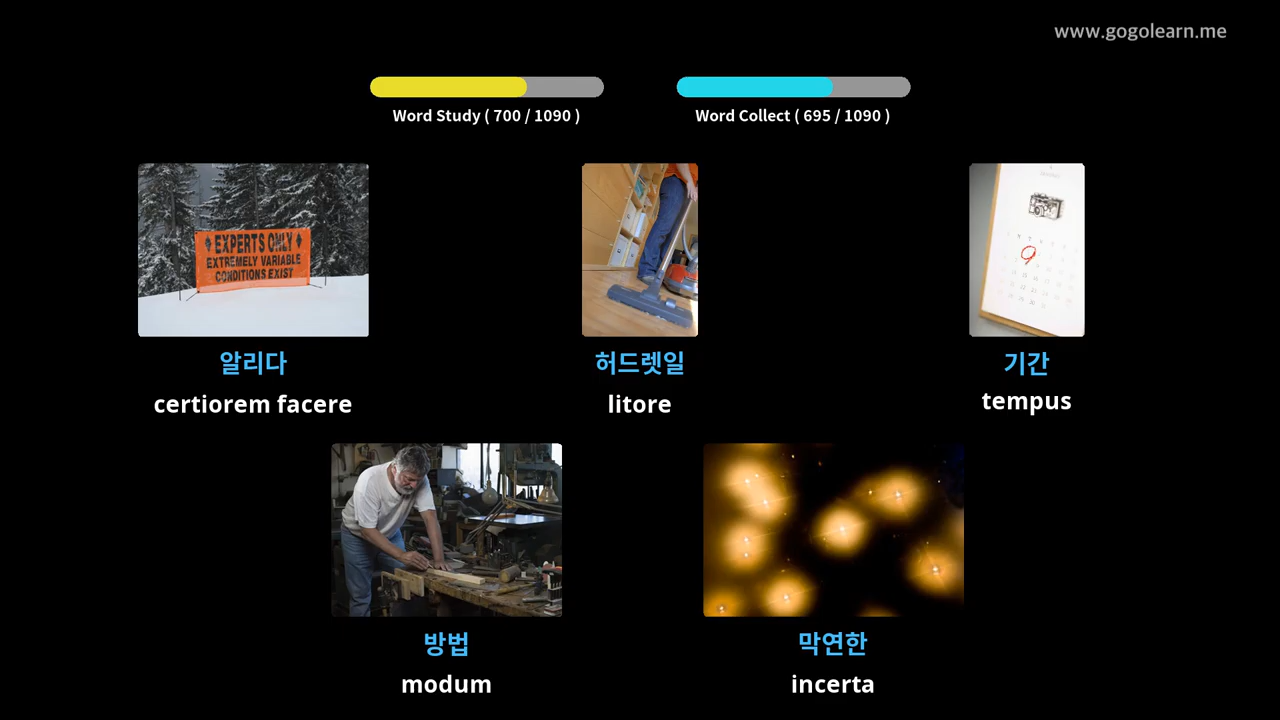 www.gogolearn.me
Word Study ( 700 / 1090 )
Word Collect ( 695 / 1090 )
EXPERTS ONLY
EXTREMELY VARIABLE
CONDITIONS EXIST
알리다
certiorem facere
허드렛일
litore
기간
tempus
방법
modum
막연한
incerta